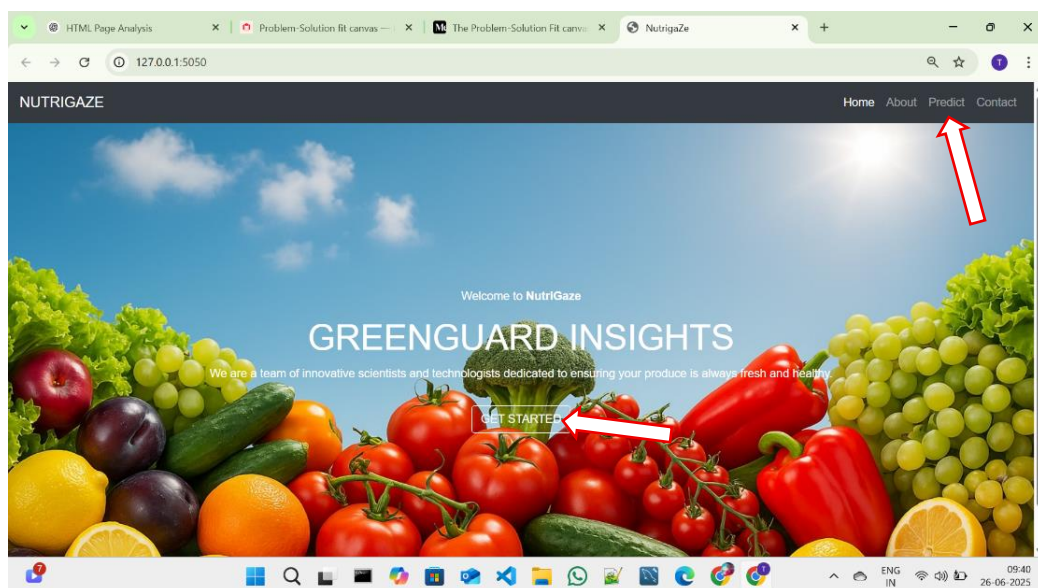 HTML Page Analysis
Problem-Solution fit canvas —
The Problem-Solution Fit canva
NutrigaZe
127.0.0.1:5050
T
NUTRIGAZE
Home About Predict Contact
Welcome to NutriGaze
GREENGUARD INSIGHTS
We are a team of innovative scientists and technologists dedicated to ensuring your produce is always fresh and healthy.
GET STARTED
7
ENG
IN
09:40
26-06-2025